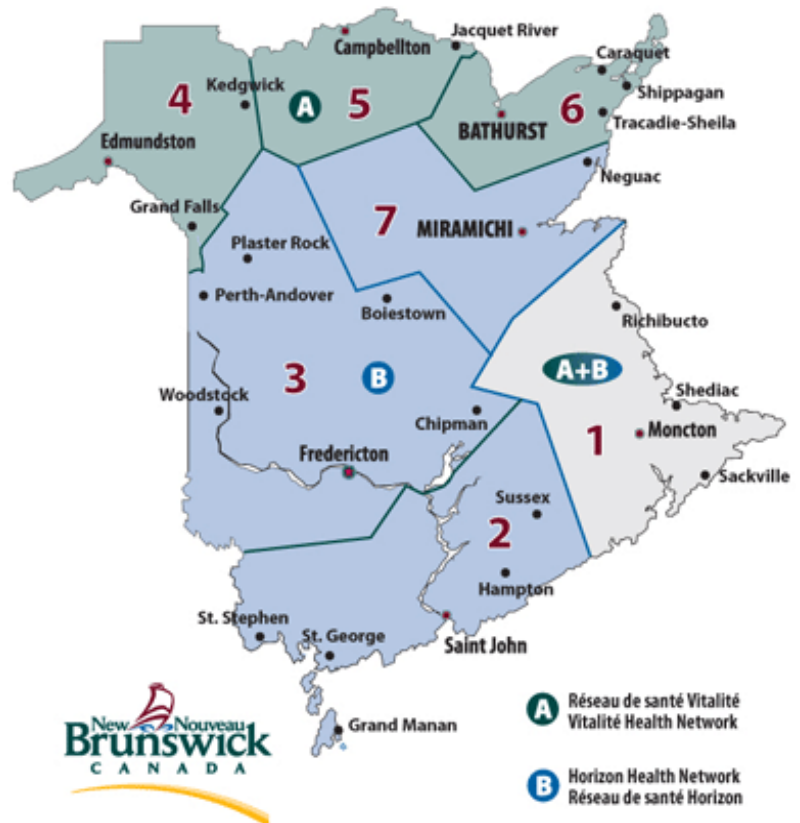 Jacquet River
Campbellton
Caraquet
Kedgwick
4
A
5
6
Shippagan
BATHURST
Tracadie-Sheila
Edmundston
Neguac
Grand Falls
7
MIRAMICHI
Plaster Rock
Perth-Andover
Boiestown
Richibucto
3
B
A+B
Woodstock
Shediac
Chipman
1
Moncton
Fredericton
Sackville
Sussex
2
Hampton
St. Stephen
St. George
Saint John
Grand Manan
New Nouveau
Brunswick
CANADA
A
Réseau de santé Vitalité
Vitalité Health Network
B
Horizon Health Network
Réseau de santé Horizon